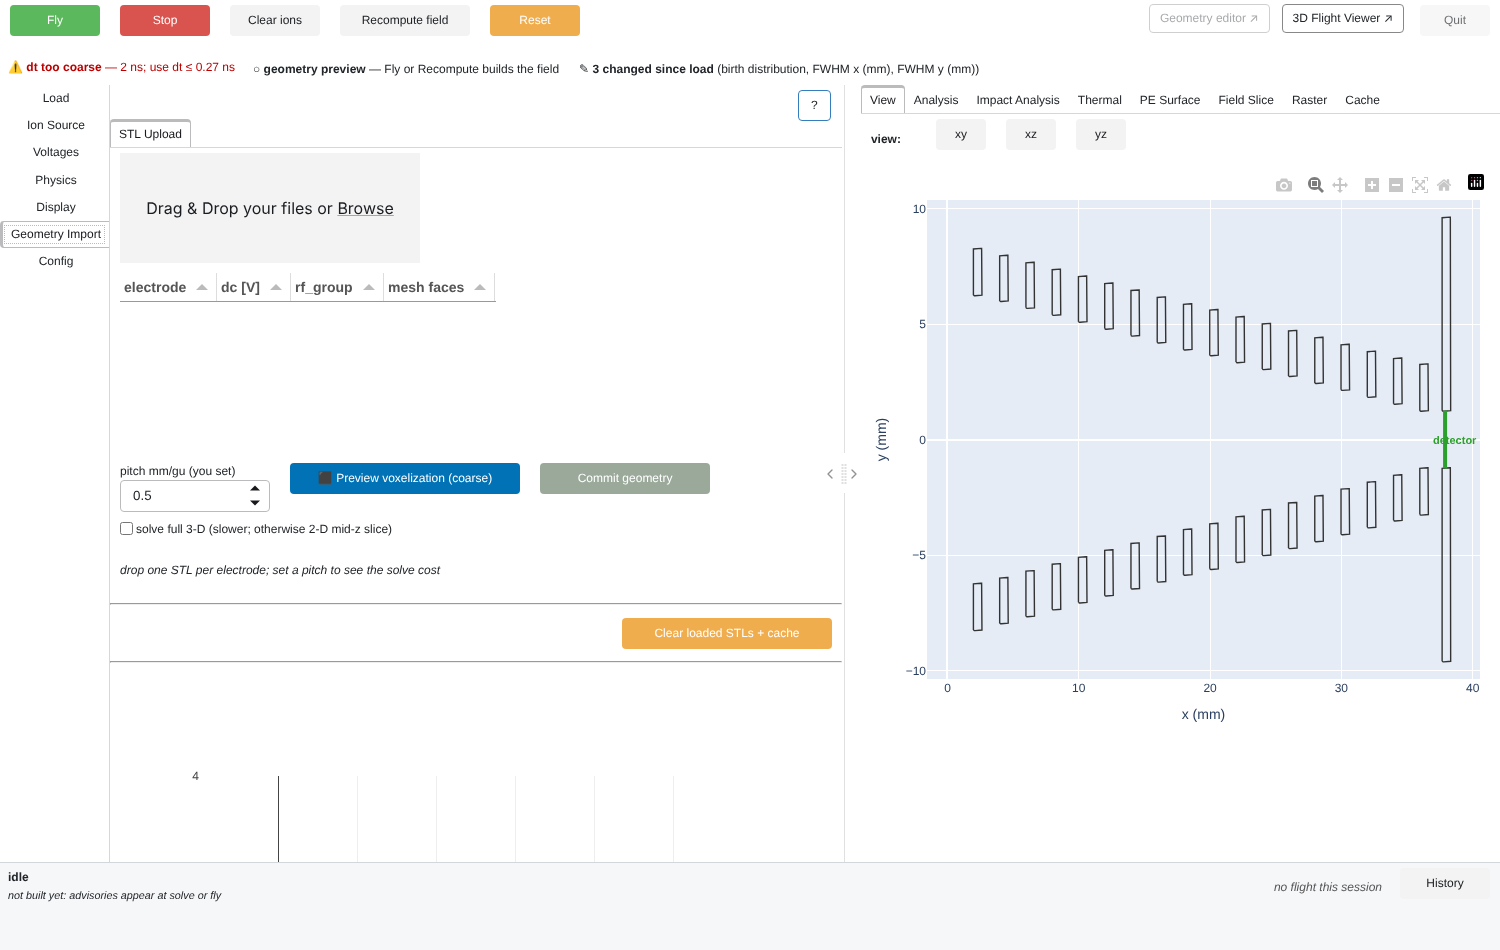 Fly
Stop
Clear ions
Recompute field
Reset
Geometry editor ↗
3D Flight Viewer ↗
Quit
⚠️ dt too coarse — 2 ns; use dt ≤ 0.27 ns
○ geometry preview — Fly or Recompute builds the field
✎ 3 changed since load (birth distribution, FWHM x (mm), FWHM y (mm))
Load
Ion Source
Voltages
Physics
Display
Geometry Import
Config
?
STL Upload
Drag & Drop your files or Browse
electrode
dc [V]
rf_group
mesh faces
pitch mm/gu (you set)
0.5
Preview voxelization (coarse)
Commit geometry
solve full 3-D (slower; otherwise 2-D mid-z slice)
drop one STL per electrode; set a pitch to see the solve cost
Clear loaded STLs + cache
4
View
Analysis
Impact Analysis
Thermal
PE Surface
Field Slice
Raster
Cache
view:
xy
xz
yz
10
5
0
−5
−10
y (mm)
detector
0
10
20
30
40
x (mm)
idle
not built yet: advisories appear at solve or fly
no flight this session
History